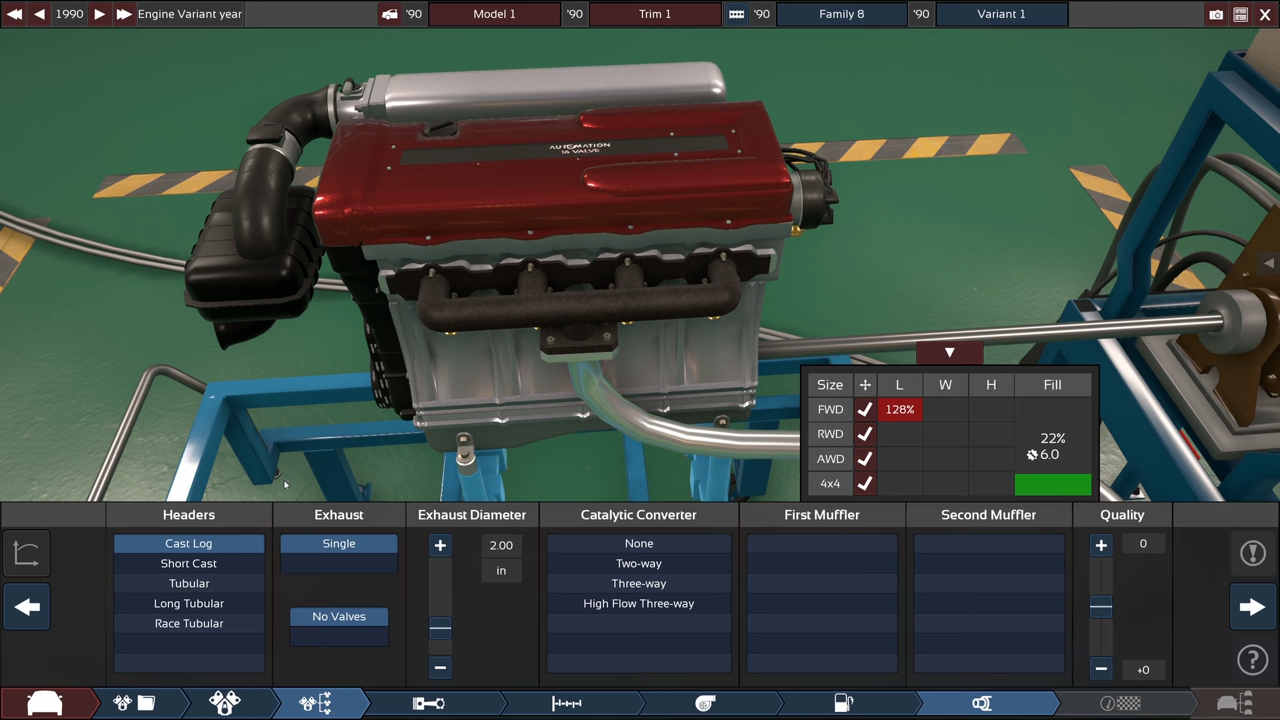 1990 Engine Variant year '90 Model 1 '90 Trim 1 '90 Family 8 '90 Variant 1
AUTOMATION
16 VALVE
Size L W H Fill
FWD 128%
RWD
22%
AWD 6.0
4x4
Headers Exhaust Exhaust Diameter Catalytic Converter First Muffler Second Muffler Quality
Cast Log Single 2.00 None 0
Short Cast in Two-way
Tubular Three-way
Long Tubular No Valves High Flow Three-way
Race Tubular
+0